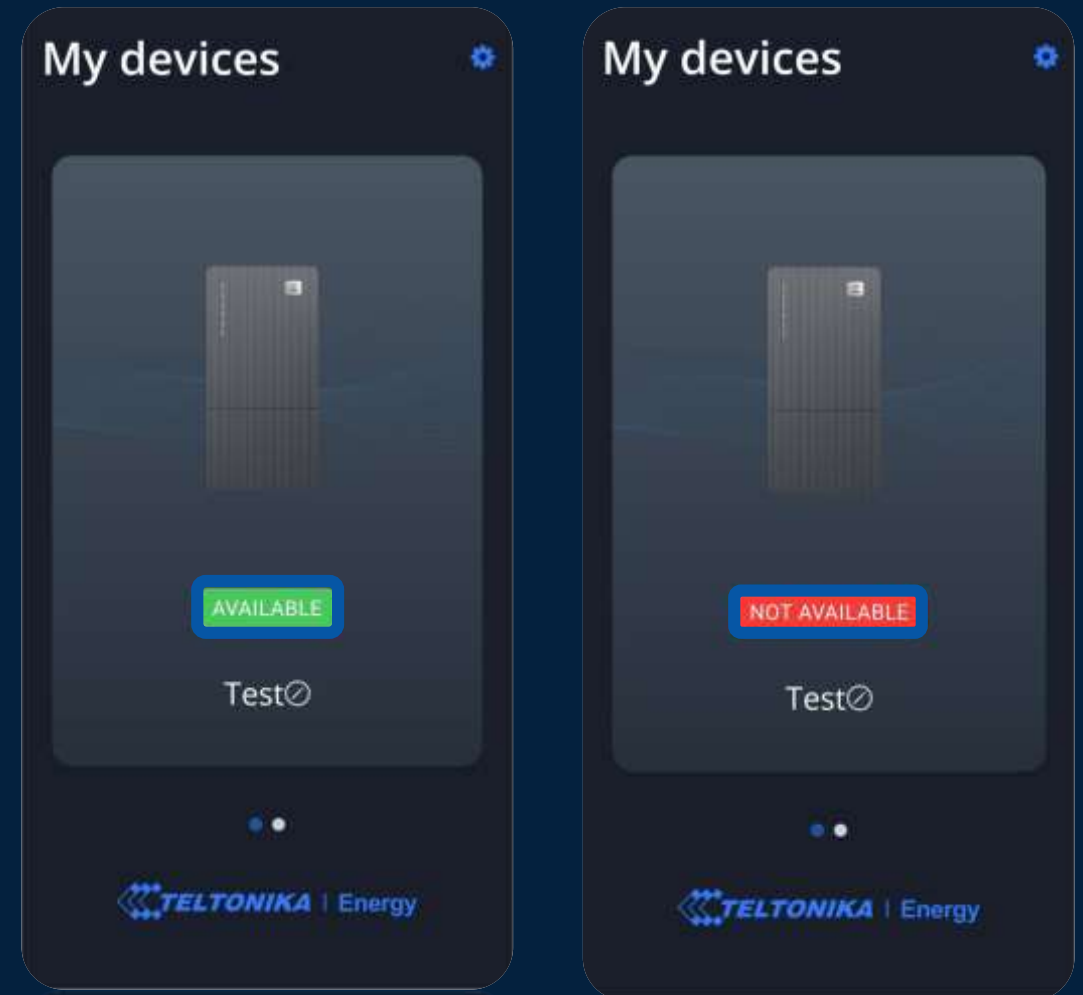 My devices
AVAILABLE
Test
TELTONIKA | Energy
My devices
NOT AVAILABLE
Test
TELTONIKA | Energy